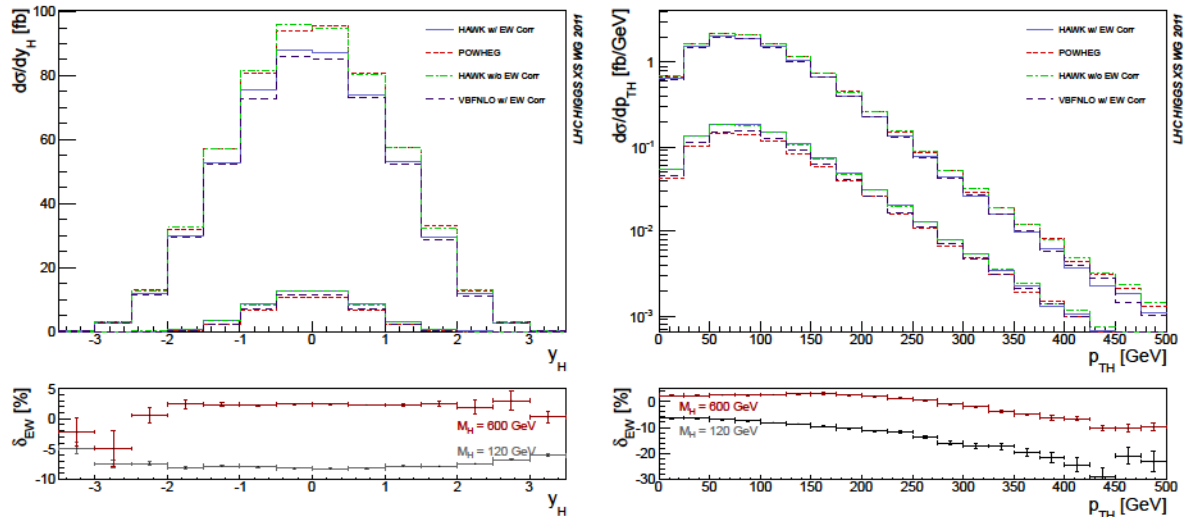 dσ/dy_H [fb]
100
80
60
40
20
0
HAWK w/ EW Corr
POWHEG
HAWK w/o EW Corr
VBFNLO w/ EW Corr
LHC HIGGS XS WG 2011
-3 -2 -1 0 1 2 3
y_H
δ_EW [%]
5
0
-5
-10
M_H = 600 GeV
M_H = 120 GeV
-3 -2 -1 0 1 2 3
y_H
dσ/dp_TH [fb/GeV]
1
10^-1
10^-2
10^-3
HAWK w/ EW Corr
POWHEG
HAWK w/o EW Corr
VBFNLO w/ EW Corr
LHC HIGGS XS WG 2011
0 50 100 150 200 250 300 350 400 450 500
p_TH [GeV]
δ_EW [%]
0
-10
-20
-30
M_H = 600 GeV
M_H = 120 GeV
0 50 100 150 200 250 300 350 400 450 500
p_TH [GeV]